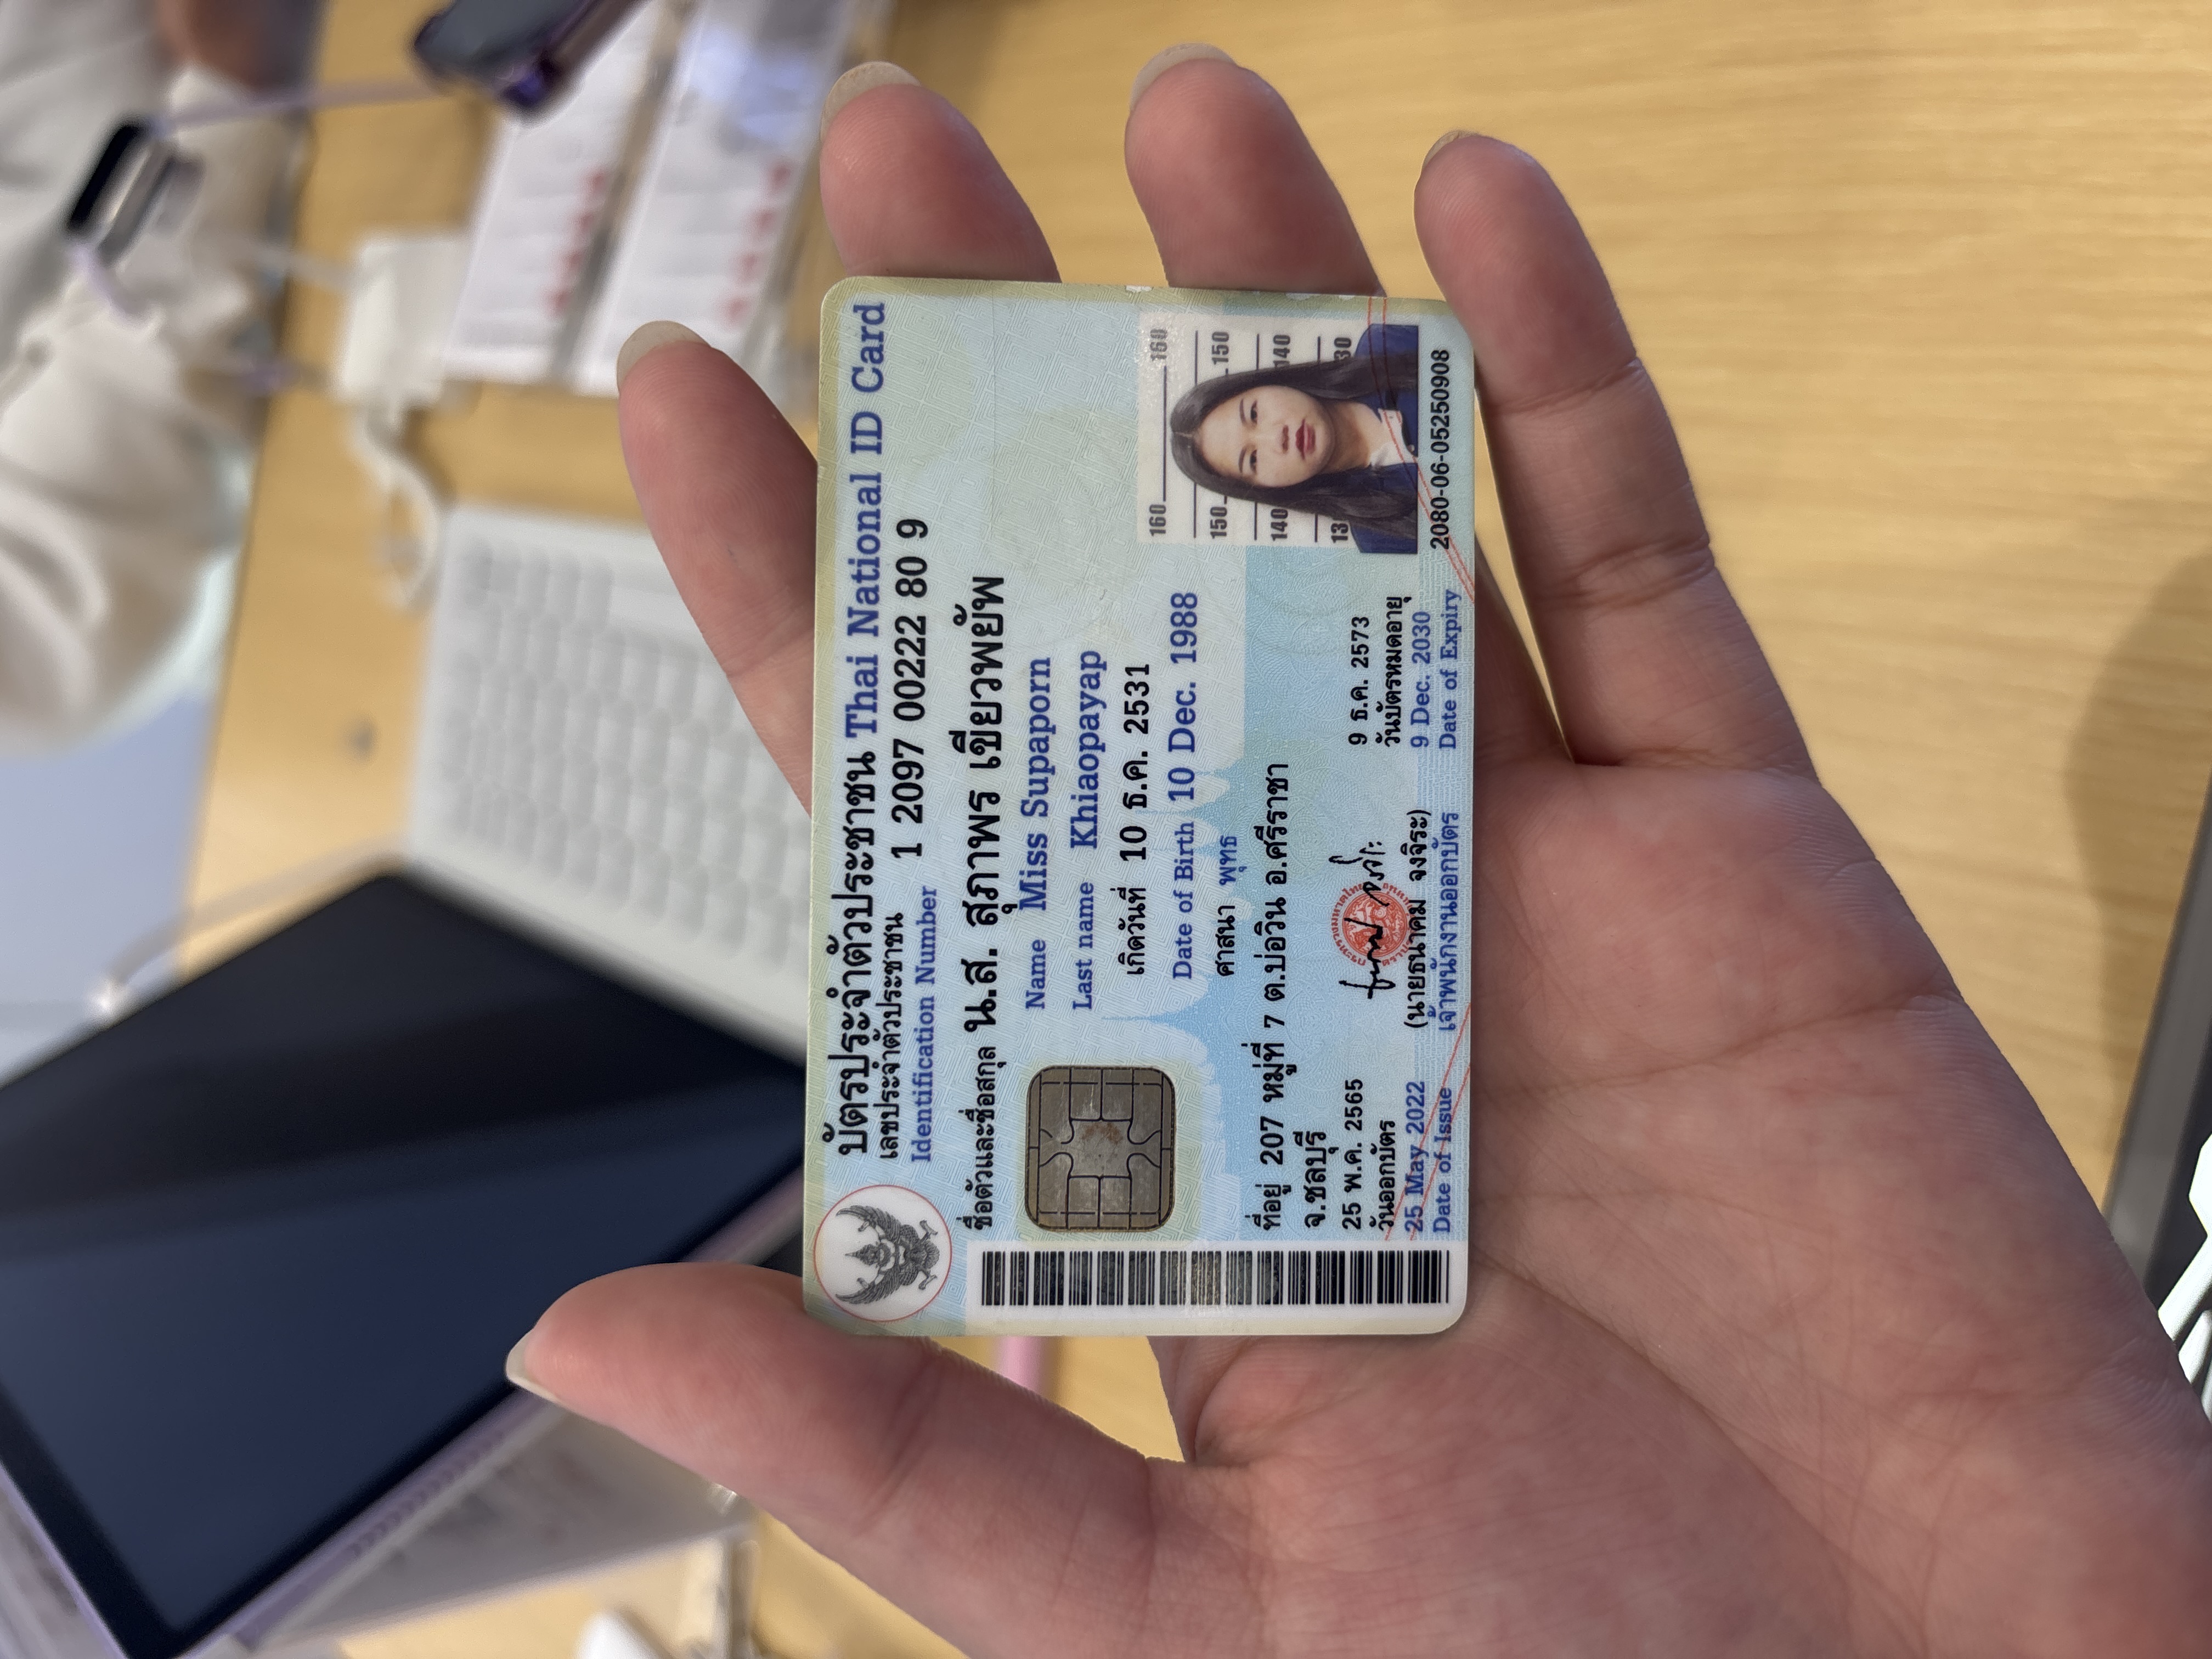 บัตรประจำตัวประชาชน Thai National ID Card
เลขประจำตัวประชาชน
Identification Number
1 2097 00222 80 9
ชื่อตัวและชื่อสกุล น.ส. สุภาพร เขียวพยัพ
Name Miss Supaporn
Last name Khiaopayap
เกิดวันที่ 10 ธ.ค. 2531
Date of Birth 10 Dec. 1988
ศาสนา พุทธ
ที่อยู่ 207 หมู่ที่ 7 ต.บ่อวิน อ.ศรีราชา
จ.ชลบุรี
25 พ.ค. 2565
วันออกบัตร
25 May 2022
Date of Issue
(นายธนาคม จงจิระ)
เจ้าพนักงานออกบัตร
9 ธ.ค. 2573
วันบัตรหมดอายุ
9 Dec. 2030
Date of Expiry
160 160
150 150
140 140
13 30
2080-06-05250908